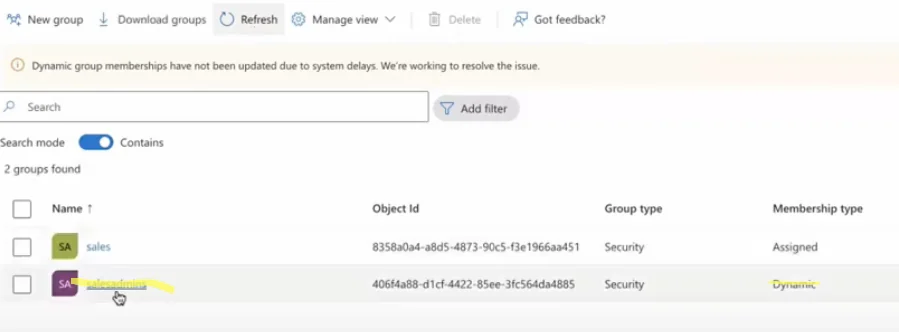 New group Download groups Refresh Manage view Delete Got feedback?
Dynamic group memberships have not been updated due to system delays. We're working to resolve the issue.
Search Add filter
Search mode Contains
2 groups found
Name ↑ Object Id Group type Membership type
SA sales 8358a0a4-a8d5-4873-90c5-f3e1966aa451 Security Assigned
SA salesadmins 406f4a88-d1cf-4422-85ee-3fc564da4885 Security Dynamic